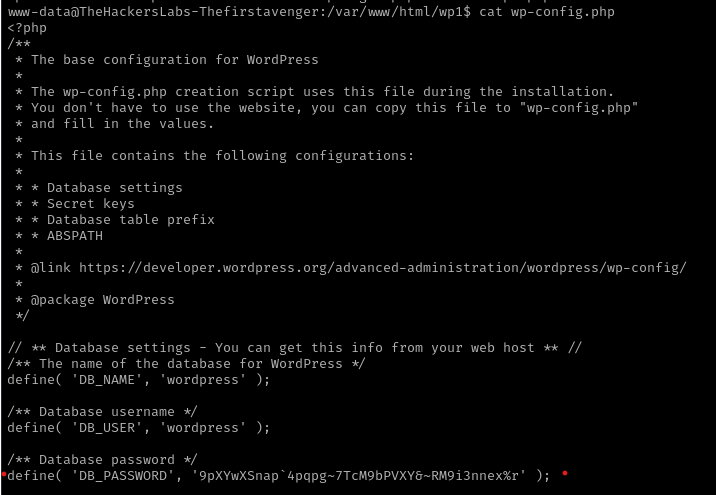 www-data@TheHackersLabs-Thefirstavenger:/var/www/html/wp1$ cat wp-config.php
<?php
/**
 * The base configuration for WordPress
 *
 * The wp-config.php creation script uses this file during the installation.
 * You don't have to use the website, you can copy this file to "wp-config.php"
 * and fill in the values.
 *
 * This file contains the following configurations:
 *
 * * Database settings
 * * Secret keys
 * * Database table prefix
 * * ABSPATH
 *
 * @link https://developer.wordpress.org/advanced-administration/wordpress/wp-config/
 *
 * @package WordPress
 */

// ** Database settings - You can get this info from your web host ** //
/** The name of the database for WordPress */
define( 'DB_NAME', 'wordpress' );

/** Database username */
define( 'DB_USER', 'wordpress' );

/** Database password */
define( 'DB_PASSWORD', '9pXYwXSnap`4pqpg~7TcM9bPVXY&~RM9i3nnex%r' );